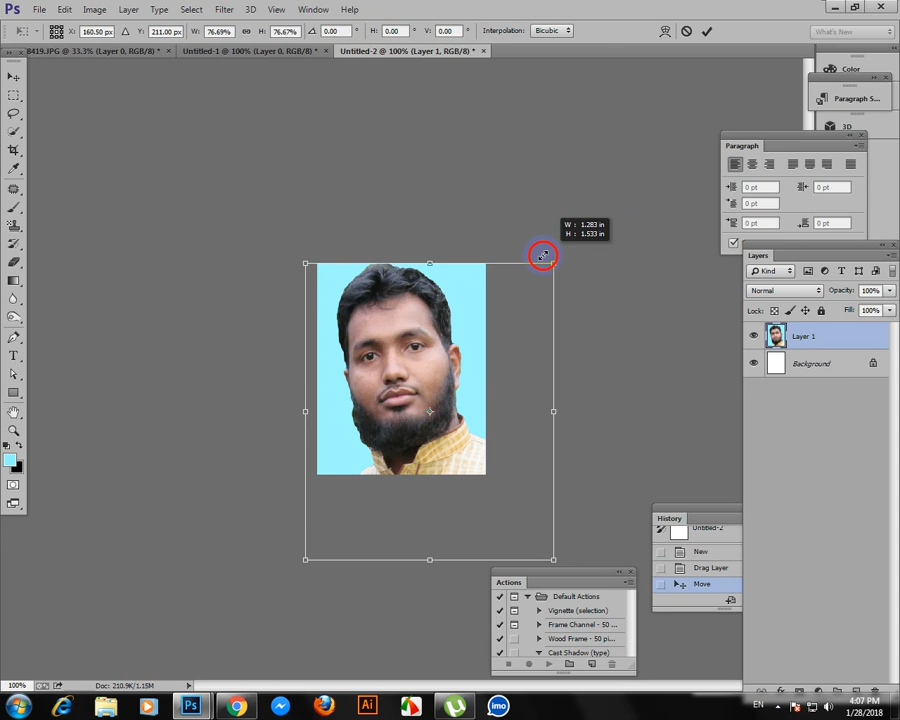 Ps File Edit Image Layer Type Select Filter 3D View Window Help
X: 160.50 px Y: 211.00 px W: 76.69% H: 76.67% 0.00 ° H: 0.00 ° V: 0.00 ° Interpolation: Bicubic What's New
8419.JPG @ 33.3% (Layer 0, RGB/8) * × Untitled-1 @ 100% (Layer 0, RGB/8) * × Untitled-2 @ 100% (Layer 1, RGB/8) * ×
Color
Paragraph S...
3D
Paragraph
0 pt 0 pt
0 pt
0 pt 0 pt
W : 1.283 in
H : 1.533 in
Layers
Kind
Normal Opacity: 100%
Lock: Fill: 100%
Layer 1
Background
History
Untitled-2
New
Drag Layer
Move
Actions
Default Actions
Vignette (selection)
Frame Channel - 50 ...
Wood Frame - 50 pi...
Cast Shadow (type)
100% Doc: 210.9K/1.15M
Ps Ai imo EN 4:07 PM
1/28/2018